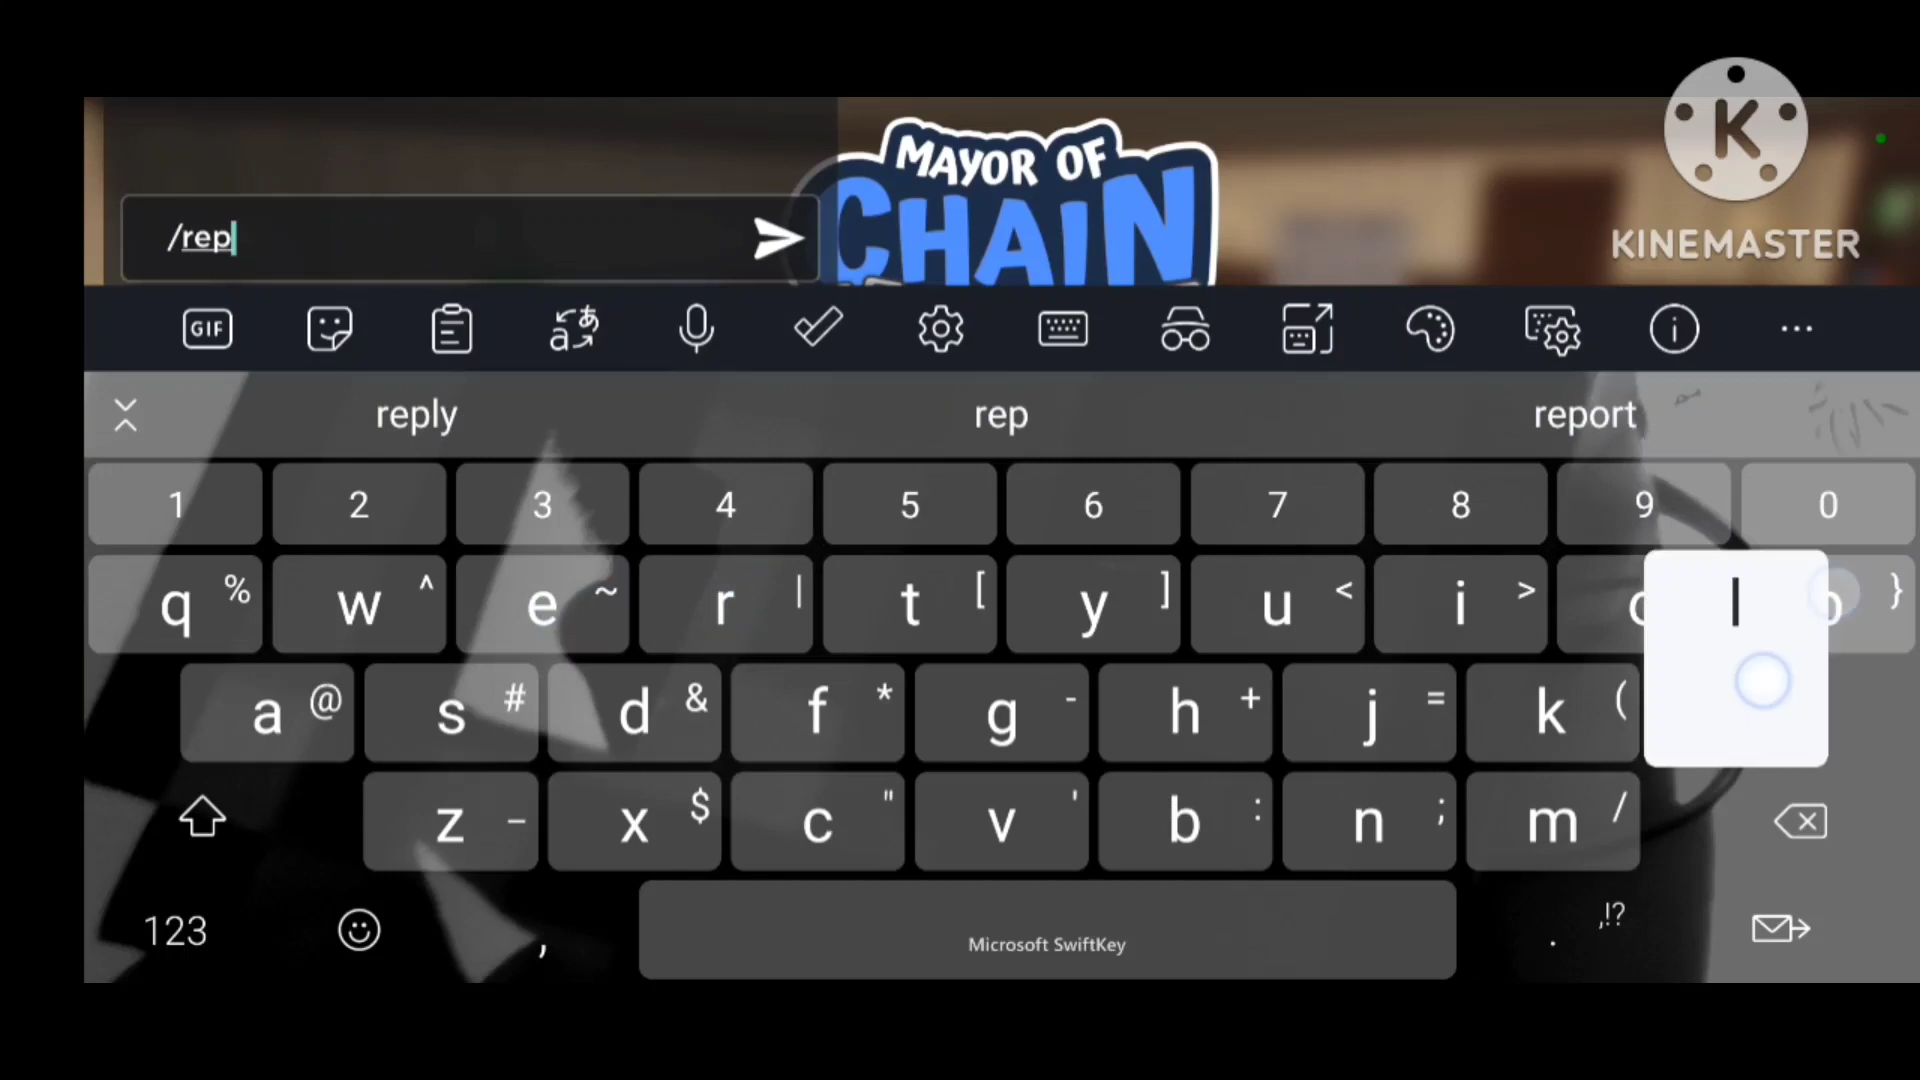 MAYOR OF
CHAIN
K
KINEMASTER
/rep
GIF
reply rep report
1 2 3 4 5 6 7 8 9 0
q % w ^ e ~ r | t [ y ] u < i > o l p }
a @ s # d & f * g - h + j = k (
z _ x $ c " v ' b : n ; m /
123 , Microsoft SwiftKey . ,!?